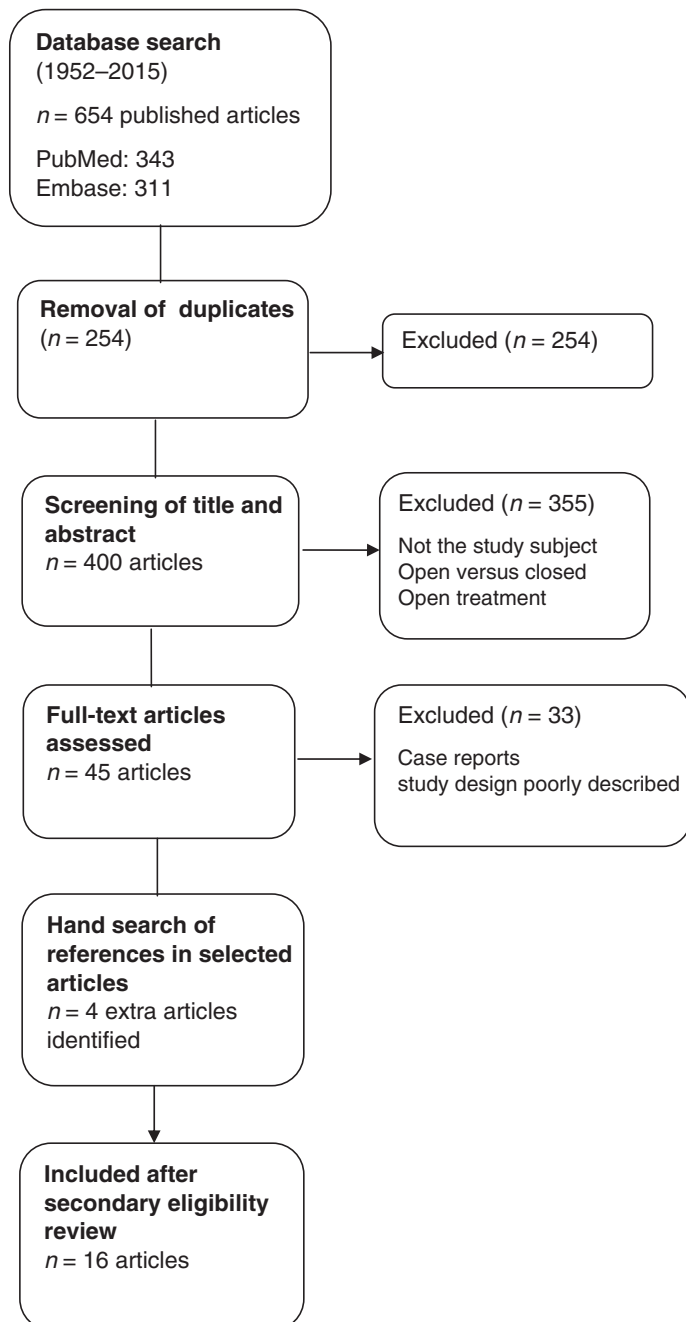 Database search
(1952–2015)
n = 654 published articles
PubMed: 343
Embase: 311
Removal of duplicates
(n = 254)
Excluded (n = 254)
Screening of title and
abstract
n = 400 articles
Excluded (n = 355)
Not the study subject
Open versus closed
Open treatment
Full-text articles
assessed
n = 45 articles
Excluded (n = 33)
Case reports
study design poorly described
Hand search of
references in selected
articles
n = 4 extra articles
identified
Included after
secondary eligibility
review
n = 16 articles